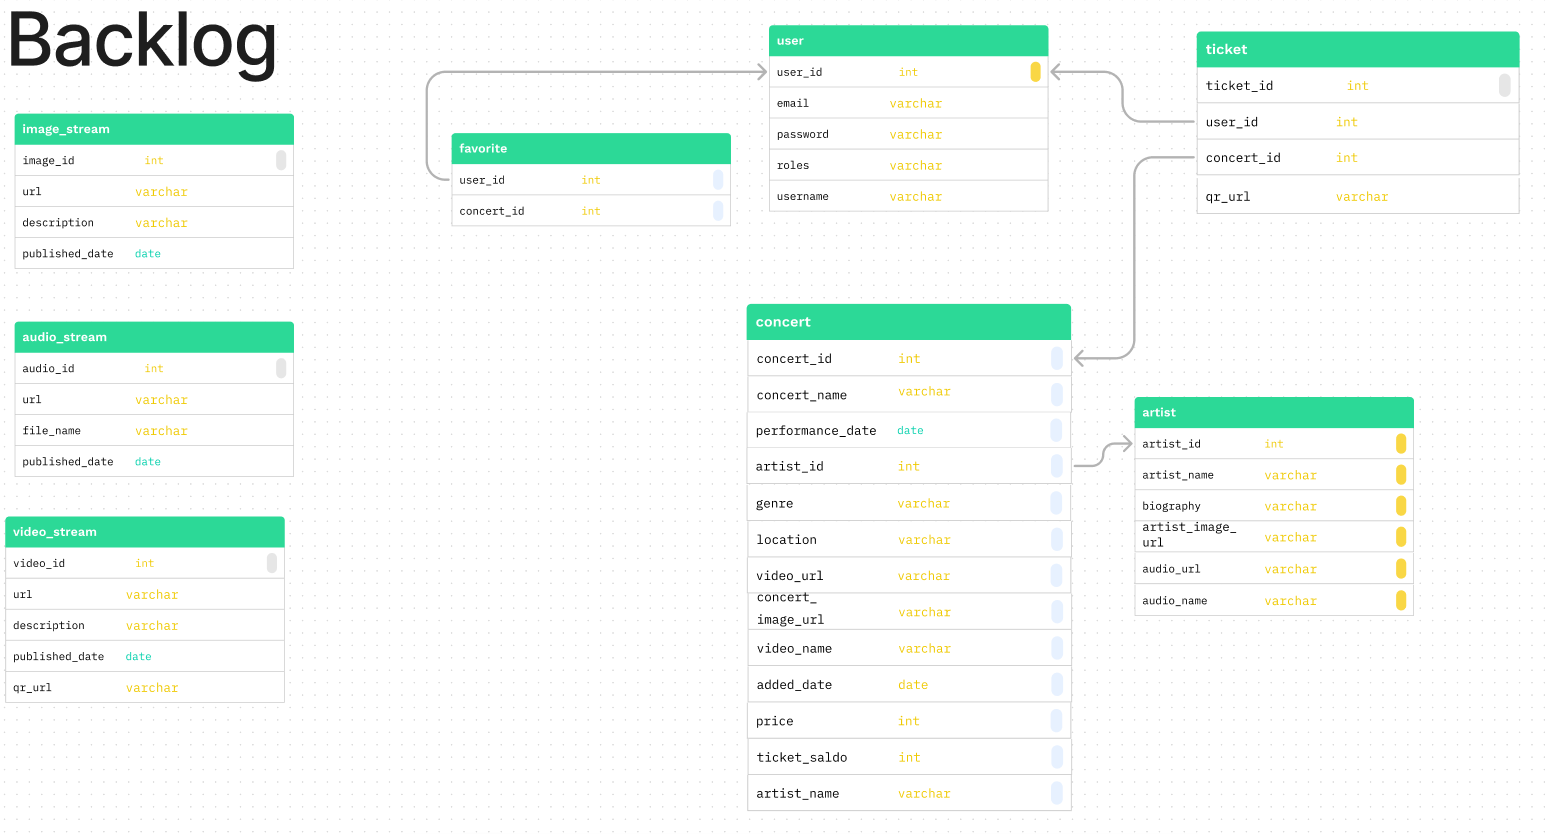 Backlog
image_stream
image_id int
url varchar
description varchar
published_date date
audio_stream
audio_id int
url varchar
file_name varchar
published_date date
video_stream
video_id int
url varchar
description varchar
published_date date
qr_url varchar
favorite
user_id int
concert_id int
user
user_id int
email varchar
password varchar
roles varchar
username varchar
ticket
ticket_id int
user_id int
concert_id int
qr_url varchar
concert
concert_id int
concert_name varchar
performance_date date
artist_id int
genre varchar
location varchar
video_url varchar
concert_
image_url varchar
video_name varchar
added_date date
price int
ticket_saldo int
artist_name varchar
artist
artist_id int
artist_name varchar
biography varchar
artist_image_
url varchar
audio_url varchar
audio_name varchar